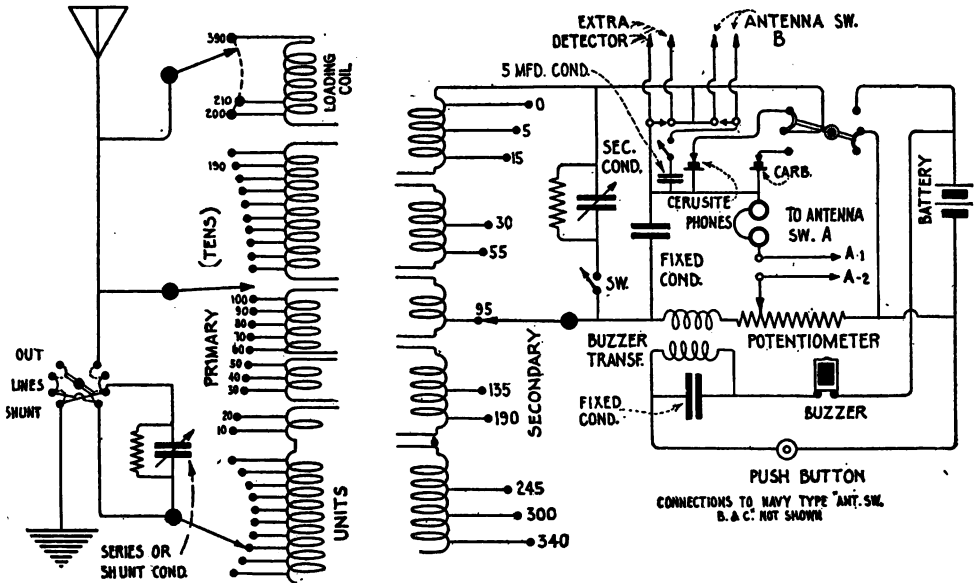 390
210
200
LOADING
COIL
190
(TENS)
100
90
80
70
60
50
40
30
PRIMARY
20
10
UNITS
OUT
LINES
SHUNT
SERIES OR
SHUNT COND.
0
5
15
30
55
95
135
190
245
300
340
SECONDARY
EXTRA
DETECTOR
ANTENNA SW.
B
5 MFD. COND.
SEC.
COND.
SW.
CERUSITE
PHONES
CARB.
TO ANTENNA
SW. A
A-1
A-2
FIXED
COND.
BATTERY
BUZZER
TRANSF.
POTENTIOMETER
FIXED
COND.
BUZZER
PUSH BUTTON
CONNECTIONS TO NAVY TYPE "ANT. SW.
B. & C." NOT SHOWN